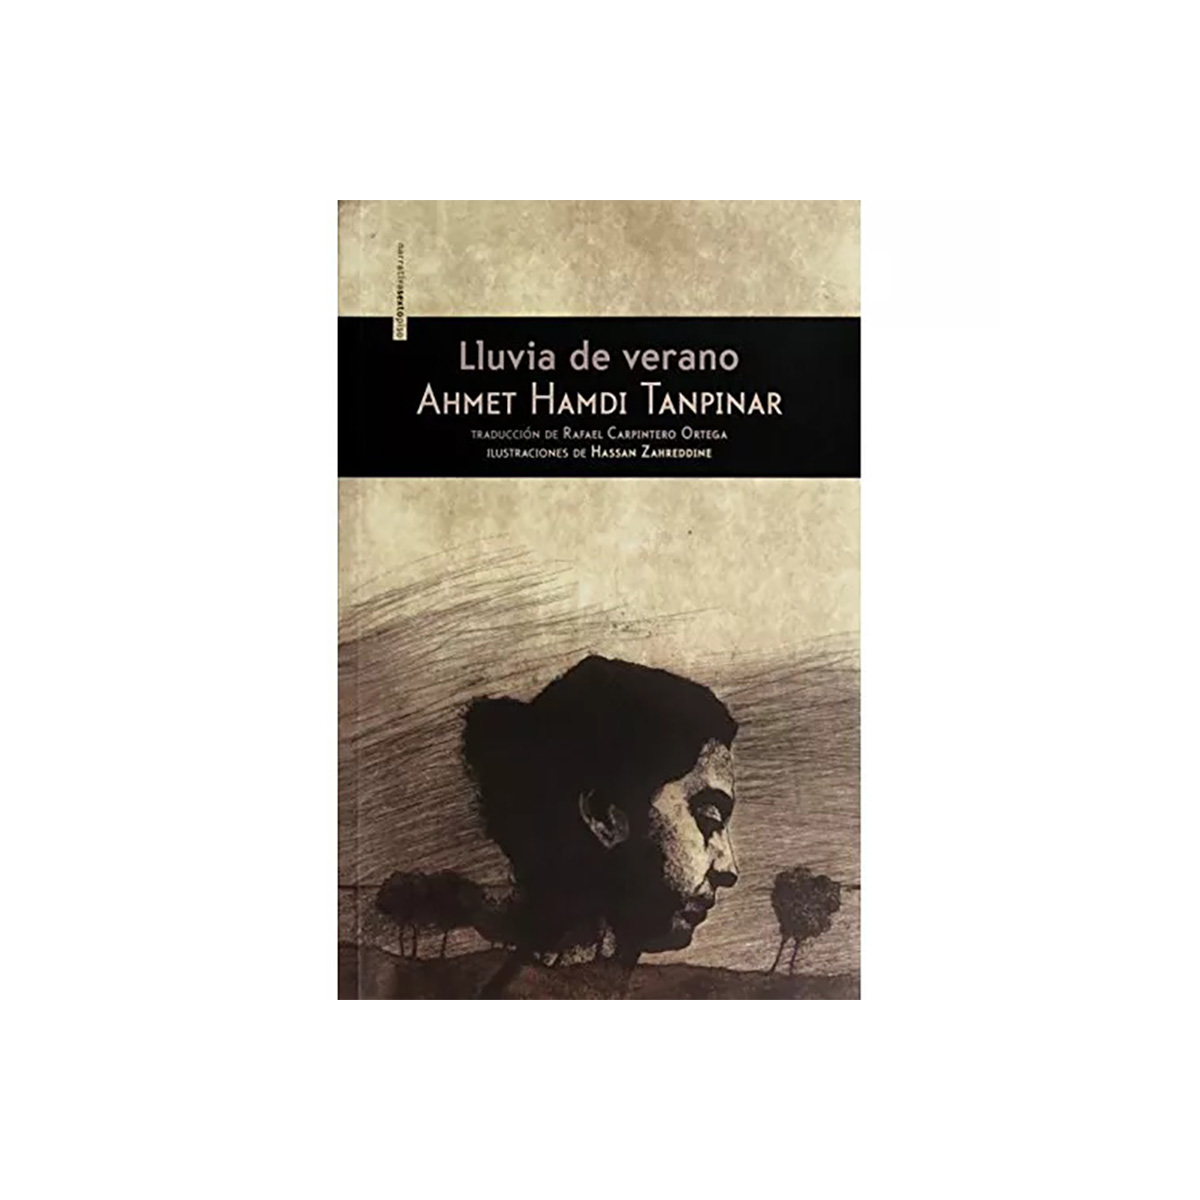 narrativasextopiso
Lluvia de verano
AHMET HAMDI TANPINAR
TRADUCCIÓN DE RAFAEL CARPINTERO ORTEGA
ILUSTRACIONES DE HASSAN ZAHREDDINE